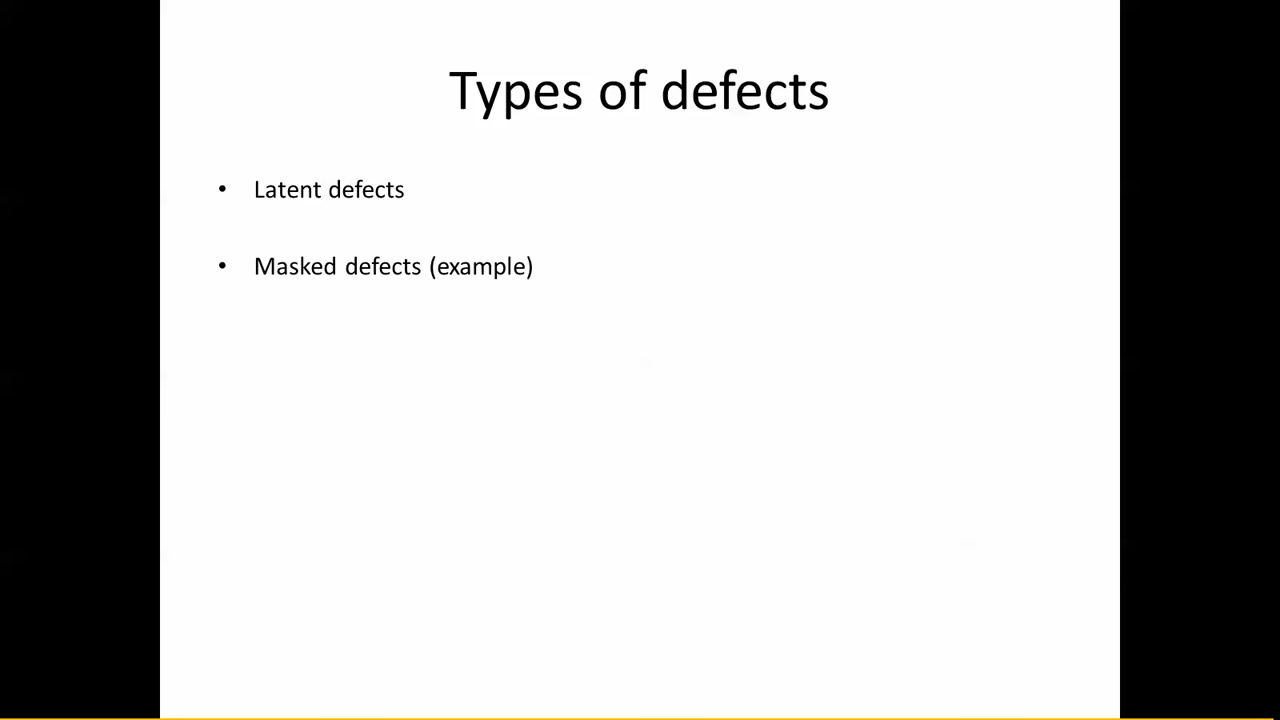 Types of defects
• Latent defects
• Masked defects (example)